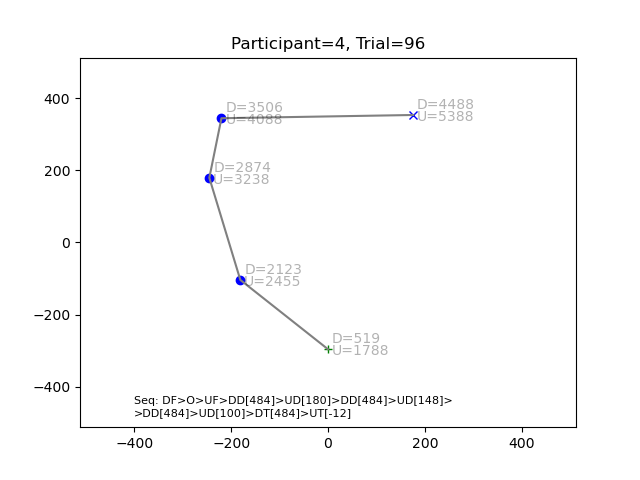 Participant=4, Trial=96
400
200
0
−200
−400
−400
−200
0
200
400
D=3506
U=4088
D=4488
U=5388
D=2874
U=3238
D=2123
U=2455
D=519
U=1788
Seq: DF>O>UF>DD[484]>UD[180]>DD[484]>UD[148]>
>DD[484]>UD[100]>DT[484]>UT[-12]